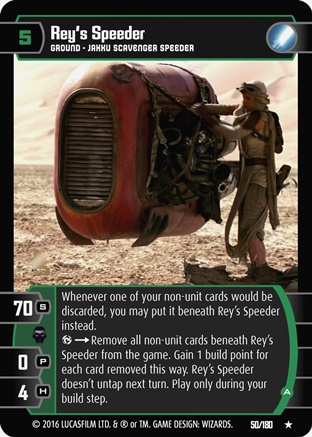 5
Rey's Speeder
GROUND - JAKKU SCAVENGER SPEEDER
Whenever one of your non-unit cards would be
discarded, you may put it beneath Rey's Speeder
instead.
→ Remove all non-unit cards beneath Rey's
Speeder from the game. Gain 1 build point for
each card removed this way. Rey's Speeder
doesn't untap next turn. Play only during your
build step.
70 S
0 P
4 H
A
© 2016 LUCASFILM LTD. & ® or TM. GAME DESIGN: WIZARDS.
50/180